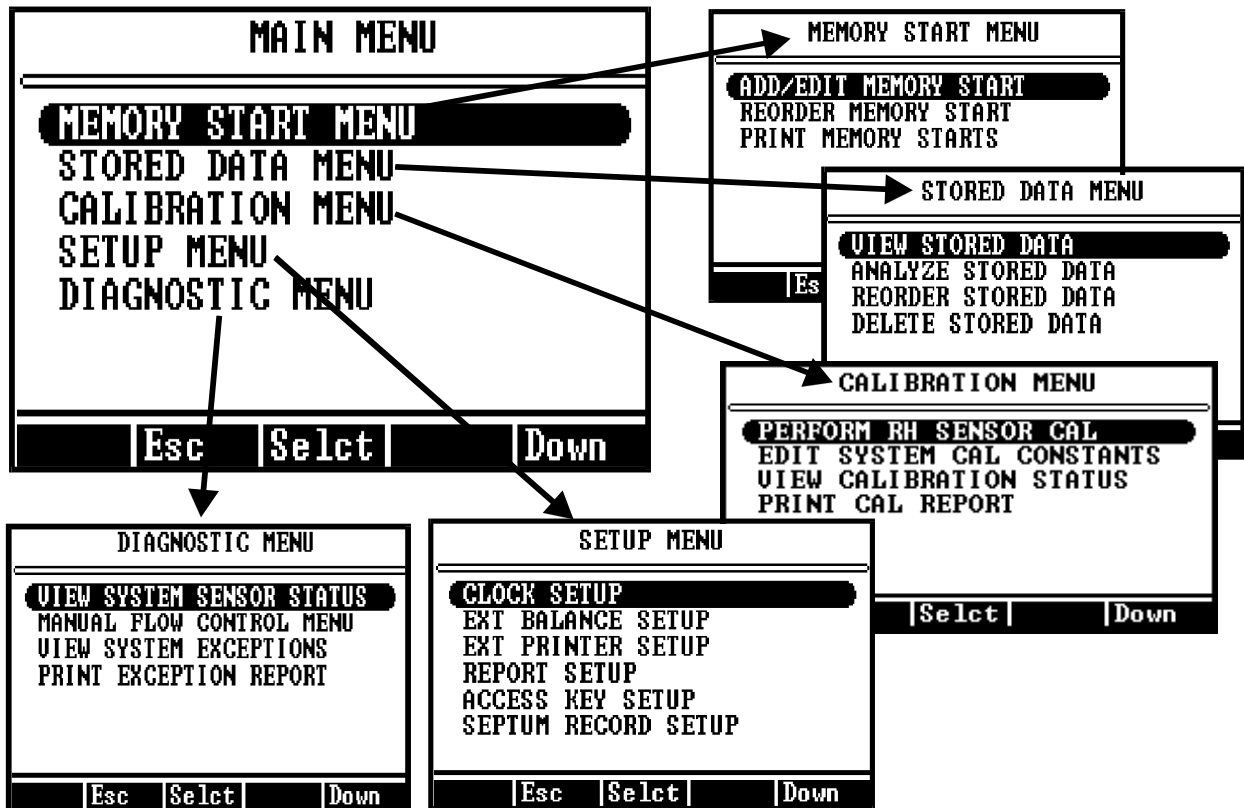 MAIN MENU
MEMORY START MENU
STORED DATA MENU
CALIBRATION MENU
SETUP MENU
DIAGNOSTIC MENU
Esc Selct Down
MEMORY START MENU
ADD/EDIT MEMORY START
REORDER MEMORY START
PRINT MEMORY STARTS
Es
STORED DATA MENU
VIEW STORED DATA
ANALYZE STORED DATA
REORDER STORED DATA
DELETE STORED DATA
CALIBRATION MENU
PERFORM RH SENSOR CAL
EDIT SYSTEM CAL CONSTANTS
VIEW CALIBRATION STATUS
PRINT CAL REPORT
Selct Down
DIAGNOSTIC MENU
VIEW SYSTEM SENSOR STATUS
MANUAL FLOW CONTROL MENU
VIEW SYSTEM EXCEPTIONS
PRINT EXCEPTION REPORT
Esc Selct Down
SETUP MENU
CLOCK SETUP
EXT BALANCE SETUP
EXT PRINTER SETUP
REPORT SETUP
ACCESS KEY SETUP
SEPTUM RECORD SETUP
Esc Selct Down